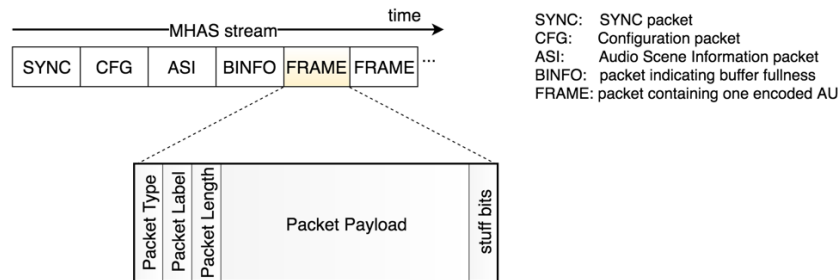 time
MHAS stream
SYNC CFG ASI BINFO FRAME FRAME ...
SYNC: SYNC packet
CFG: Configuration packet
ASI: Audio Scene Information packet
BINFO: packet indicating buffer fullness
FRAME: packet containing one encoded AU
Packet Type
Packet Label
Packet Length
Packet Payload
stuff bits